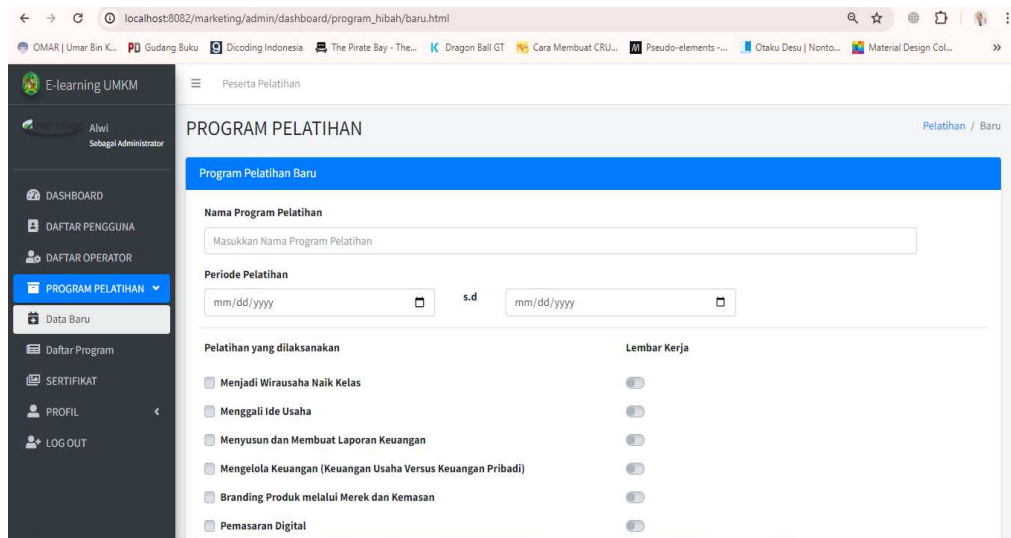 localhost:8082/marketing/admin/dashboard/program_hibah/baru.html
OMAR | Umar Bin K... PD Gudang Buku Dicoding Indonesia The Pirate Bay - The... Dragon Ball GT Cara Membuat CRU... M Pseudo-elements -... Otaku Desu | Nonto... Material Design Col... »
E-learning UMKM
Peserta Pelatihan
Alwi
Sebagai Administrator
PROGRAM PELATIHAN
Pelatihan / Baru
Program Pelatihan Baru
DASHBOARD
DAFTAR PENGGUNA
DAFTAR OPERATOR
PROGRAM PELATIHAN
Data Baru
Daftar Program
SERTIFIKAT
PROFIL
LOG OUT
Nama Program Pelatihan
Masukkan Nama Program Pelatihan
Periode Pelatihan
mm/dd/yyyy s.d mm/dd/yyyy
Pelatihan yang dilaksanakan Lembar Kerja
Menjadi Wirausaha Naik Kelas
Menggali Ide Usaha
Menyusun dan Membuat Laporan Keuangan
Mengelola Keuangan (Keuangan Usaha Versus Keuangan Pribadi)
Branding Produk melalui Merek dan Kemasan
Pemasaran Digital